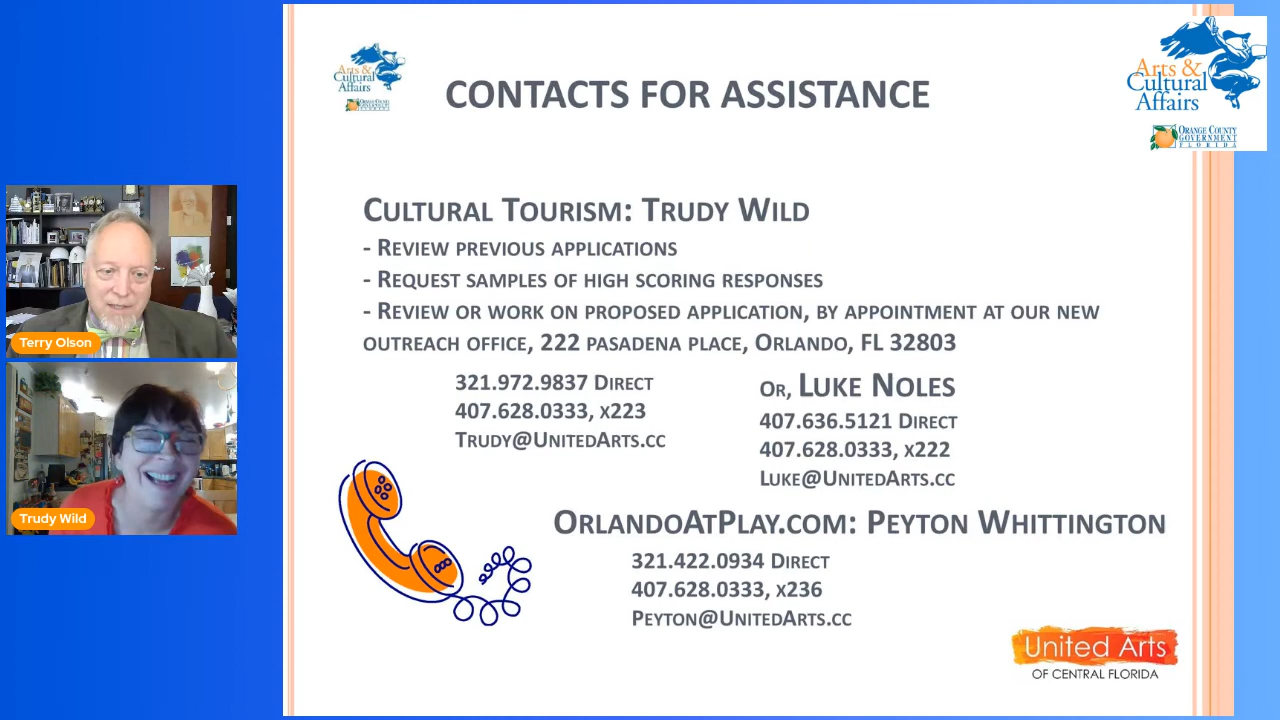 Arts &
Cultural
Affairs
CONTACTS FOR ASSISTANCE
Arts &
Cultural
Affairs
ORANGE COUNTY
GOVERNMENT
FLORIDA
CULTURAL TOURISM: TRUDY WILD
- REVIEW PREVIOUS APPLICATIONS
- REQUEST SAMPLES OF HIGH SCORING RESPONSES
- REVIEW OR WORK ON PROPOSED APPLICATION, BY APPOINTMENT AT OUR NEW
OUTREACH OFFICE, 222 PASADENA PLACE, ORLANDO, FL 32803
321.972.9837 DIRECT
407.628.0333, X223
TRUDY@UNITEDARTS.CC
OR, LUKE NOLES
407.636.5121 DIRECT
407.628.0333, X222
LUKE@UNITEDARTS.CC
ORLANDOATPLAY.COM: PEYTON WHITTINGTON
321.422.0934 DIRECT
407.628.0333, X236
PEYTON@UNITEDARTS.CC
United Arts
OF CENTRAL FLORIDA
Terry Olson
Trudy Wild